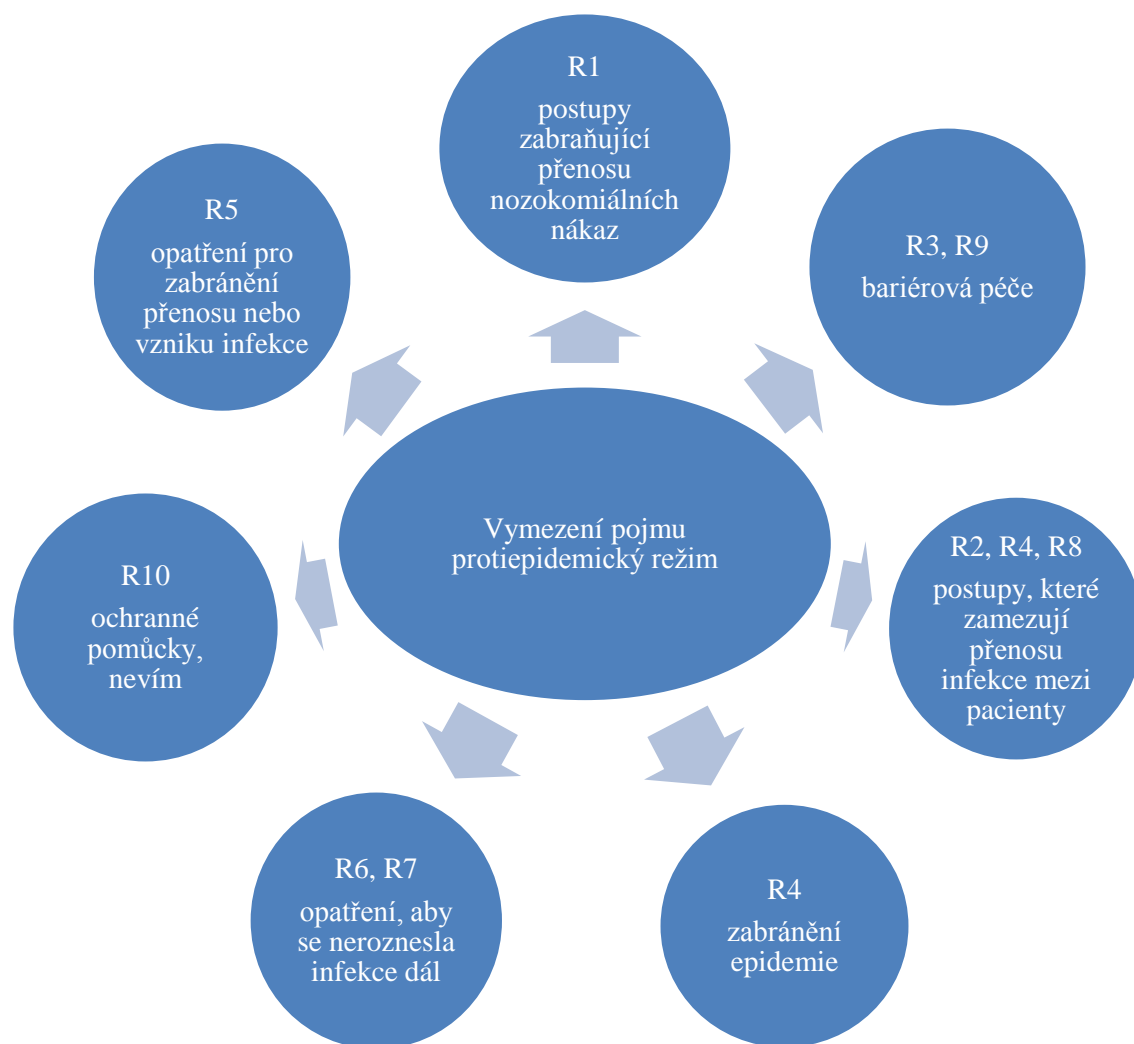 R1
postupy
zabraňující
přenosu
nozokomiálních
nákaz
R3, R9
bariérová péče
R2, R4, R8
postupy, které
zamezují
přenosu
infekce mezi
pacienty
R4
zabránění
epidemie
R6, R7
opatření, aby
se neroznesla
infekce dál
R10
ochranné
pomůcky,
nevím
R5
opatření pro
zabránění
přenosu nebo
vzniku infekce
Vymezení pojmu
protiepidemický režim